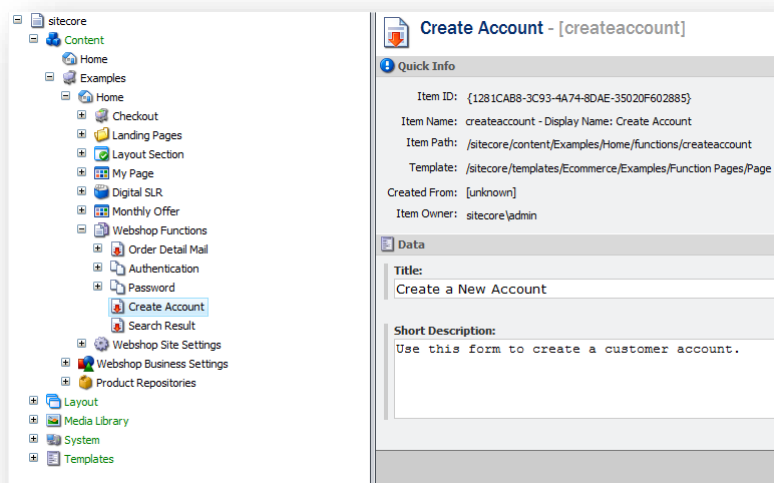 sitecore
Content
Home
Examples
Home
Checkout
Landing Pages
Layout Section
My Page
Digital SLR
Monthly Offer
Webshop Functions
Order Detail Mail
Authentication
Password
Create Account
Search Result
Webshop Site Settings
Webshop Business Settings
Product Repositories
Layout
Media Library
System
Templates
Create Account - [createaccount]
Quick Info
Item ID: {1281CAB8-3C93-4A74-8DAE-35020F602885}
Item Name: createaccount - Display Name: Create Account
Item Path: /sitecore/content/Examples/Home/functions/createaccount
Template: /sitecore/templates/Ecommerce/Examples/Function Pages/Page
Created From: [unknown]
Item Owner: sitecore\admin
Data
Title:
Create a New Account
Short Description:
Use this form to create a customer account.